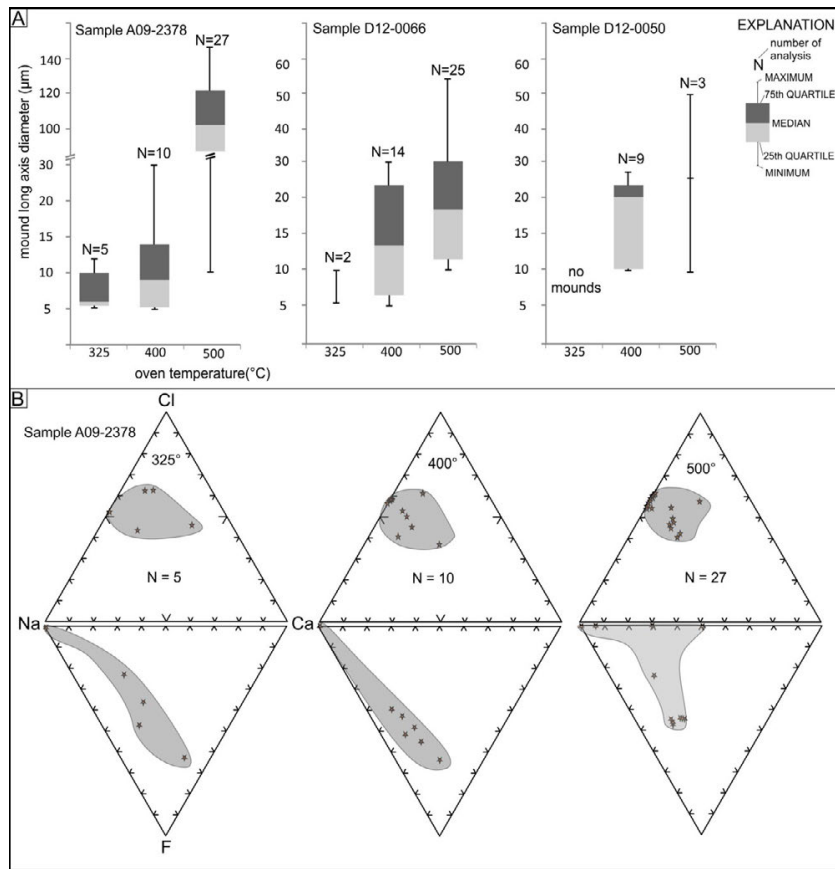 A
Sample A09-2378
N=27
N=10
N=5
mound long axis diameter (µm)
140
120
100
30
25
20
15
10
5
325
400
500
oven temperature(°C)
Sample D12-0066
N=25
N=14
N=2
60
50
40
30
20
15
10
5
325
400
500
Sample D12-0050
N=3
N=9
no
mounds
60
50
40
30
20
15
10
5
325
400
500
EXPLANATION
number of
analysis
N
MAXIMUM
75th QUARTILE
MEDIAN
25th QUARTILE
MINIMUM
B
Sample A09-2378
Cl
325°
N = 5
Na
Ca
F
400°
N = 10
500°
N = 27